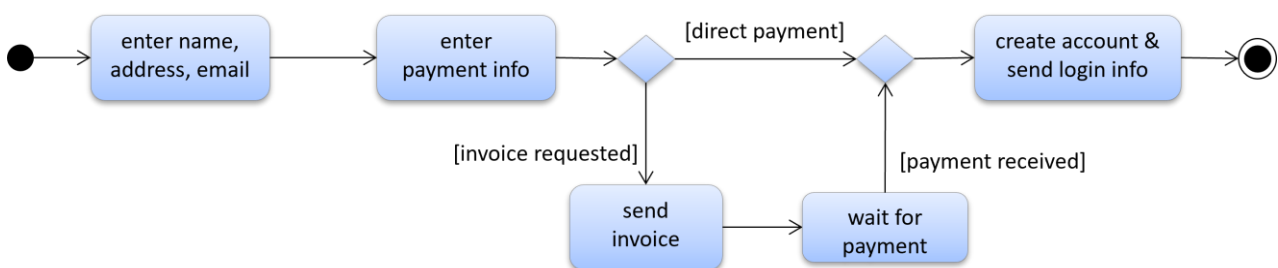 enter name,
address, email
enter
payment info
[direct payment]
create account &
send login info
[invoice requested]
[payment received]
send
invoice
wait for
payment